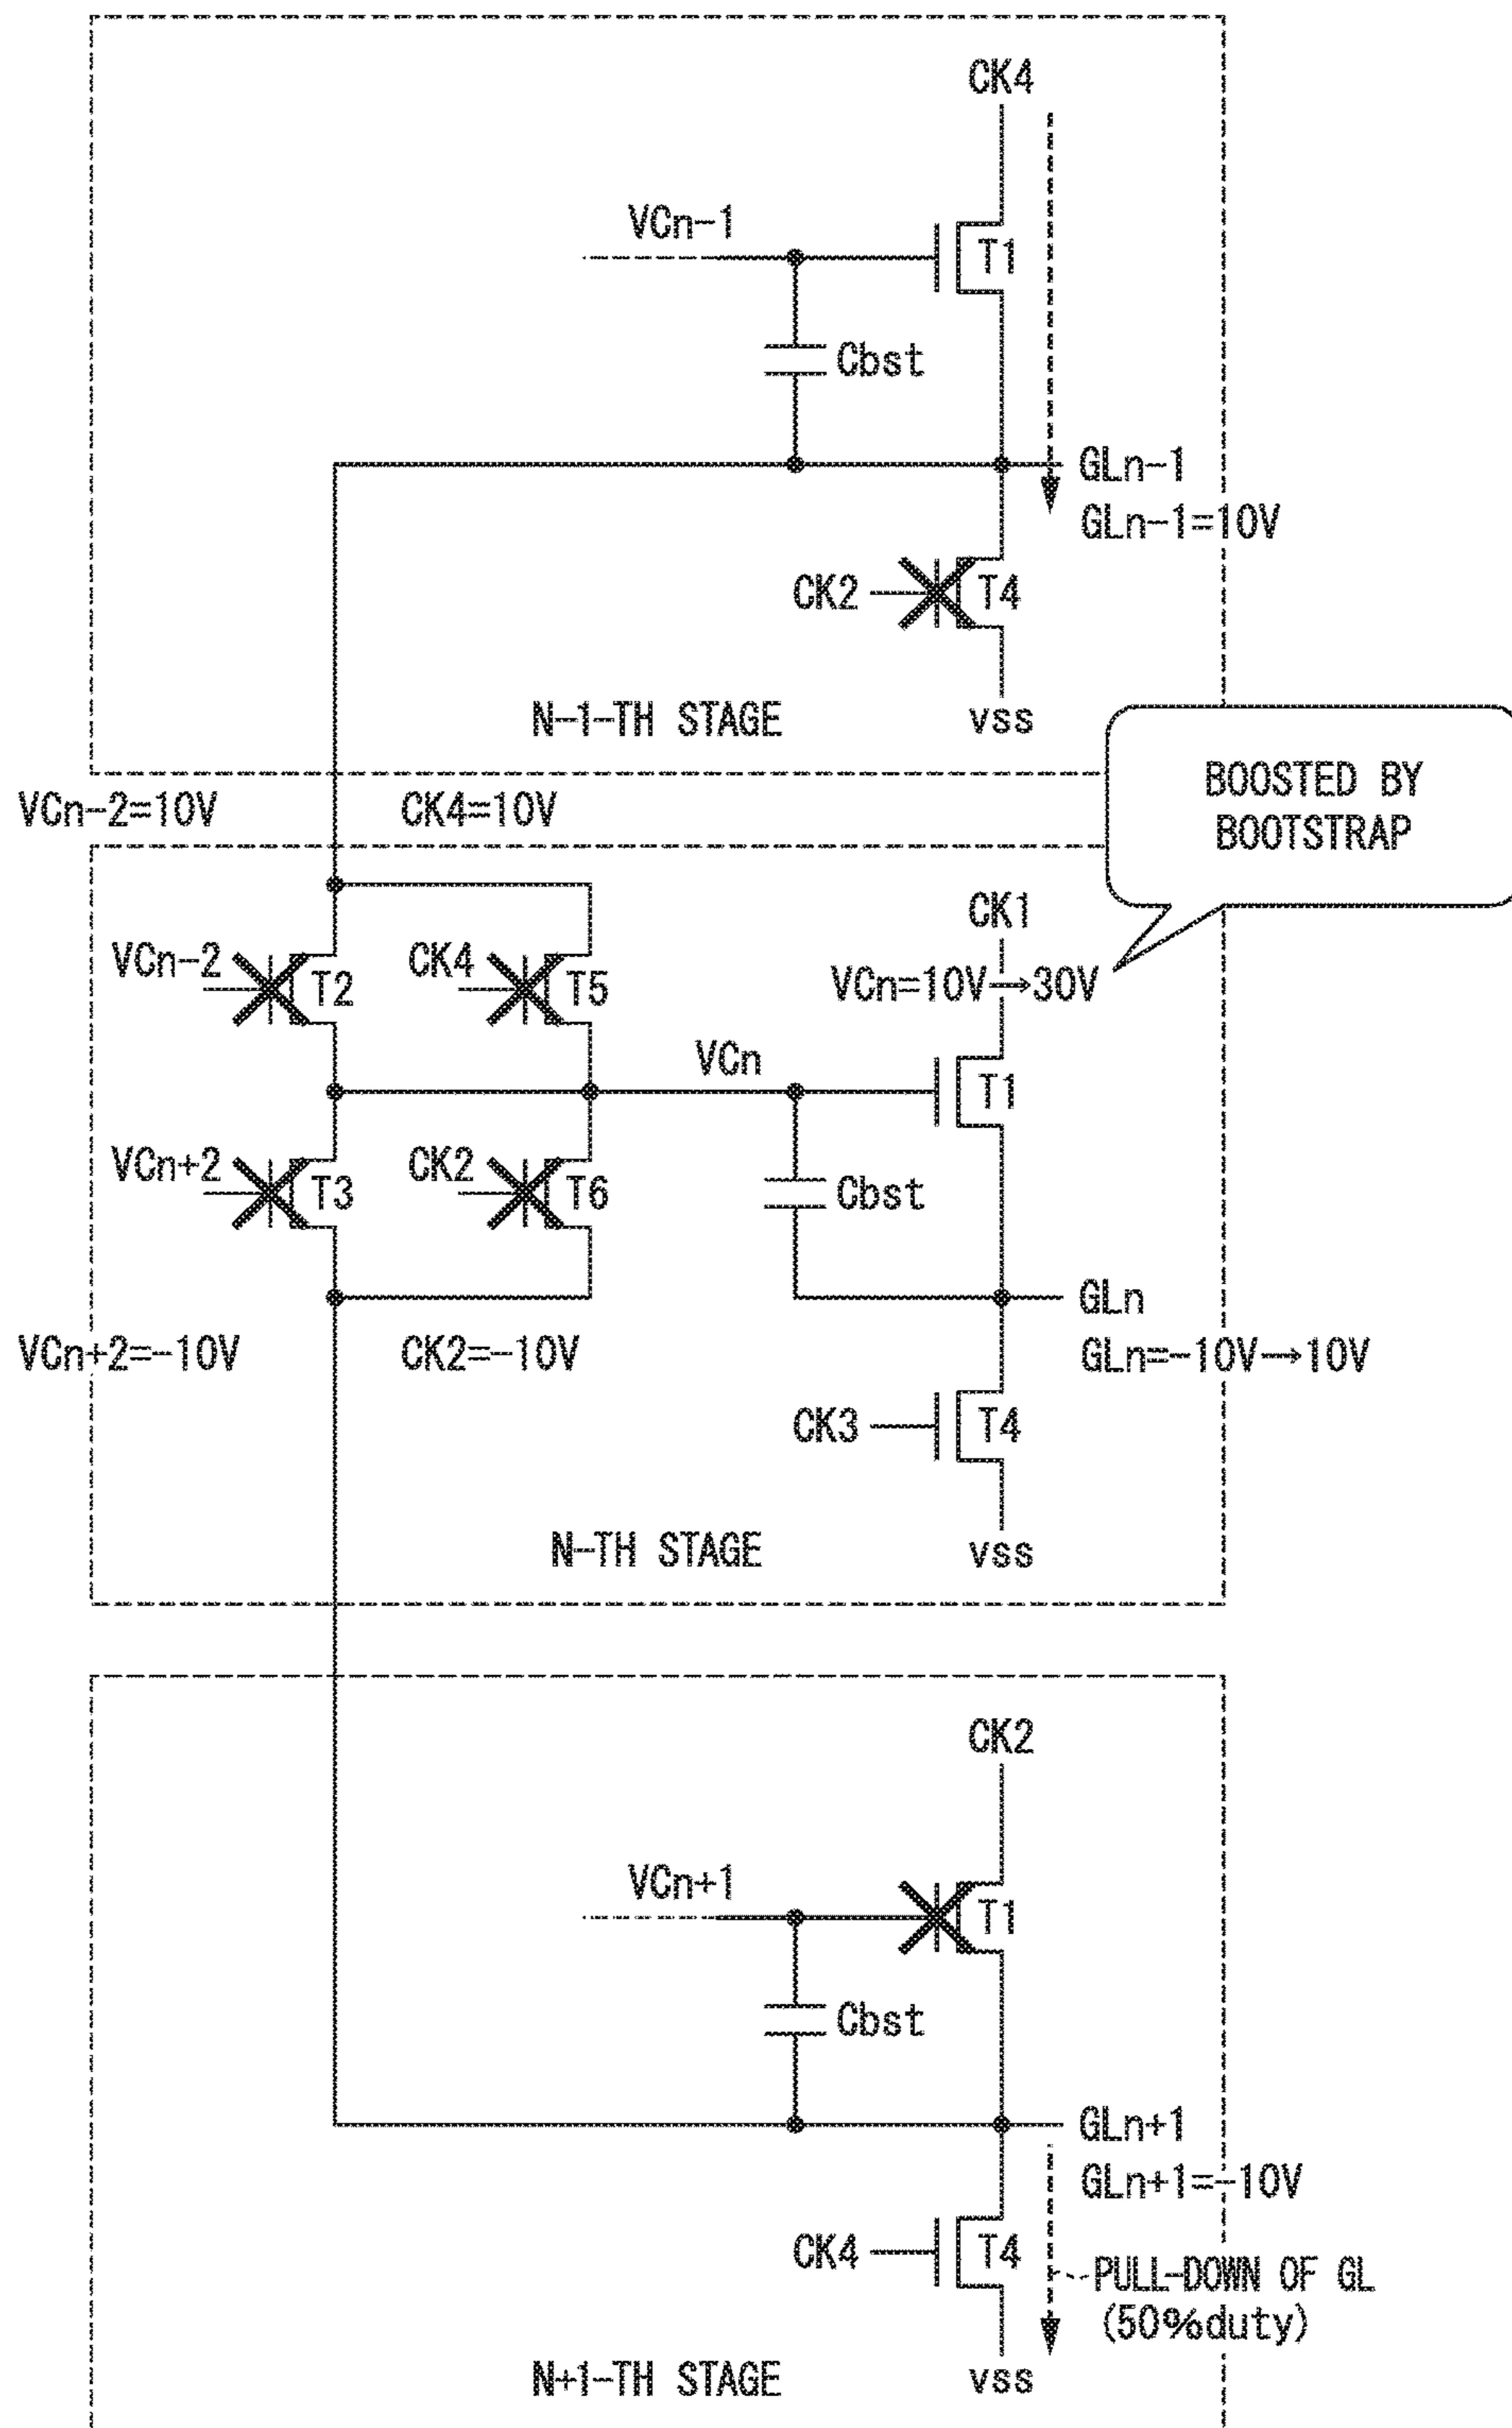 CK4
VCn-1
T1
Cbst
GLn-1
GLn-1=10V
CK2
T4
N-1-TH STAGE
vss
BOOSTED BY
BOOTSTRAP
VCn-2=10V
CK4=10V
CK1
VCn-2
T2
CK4
T5
VCn=10V→30V
VCn
T1
VCn+2
T3
CK2
T6
Cbst
GLn
VCn+2=-10V
CK2=-10V
GLn=-10V→10V
CK3
T4
N-TH STAGE
vss
CK2
VCn+1
T1
Cbst
GLn+1
GLn+1=-10V
CK4
T4
PULL-DOWN OF GL
(50%duty)
N+1-TH STAGE
vss